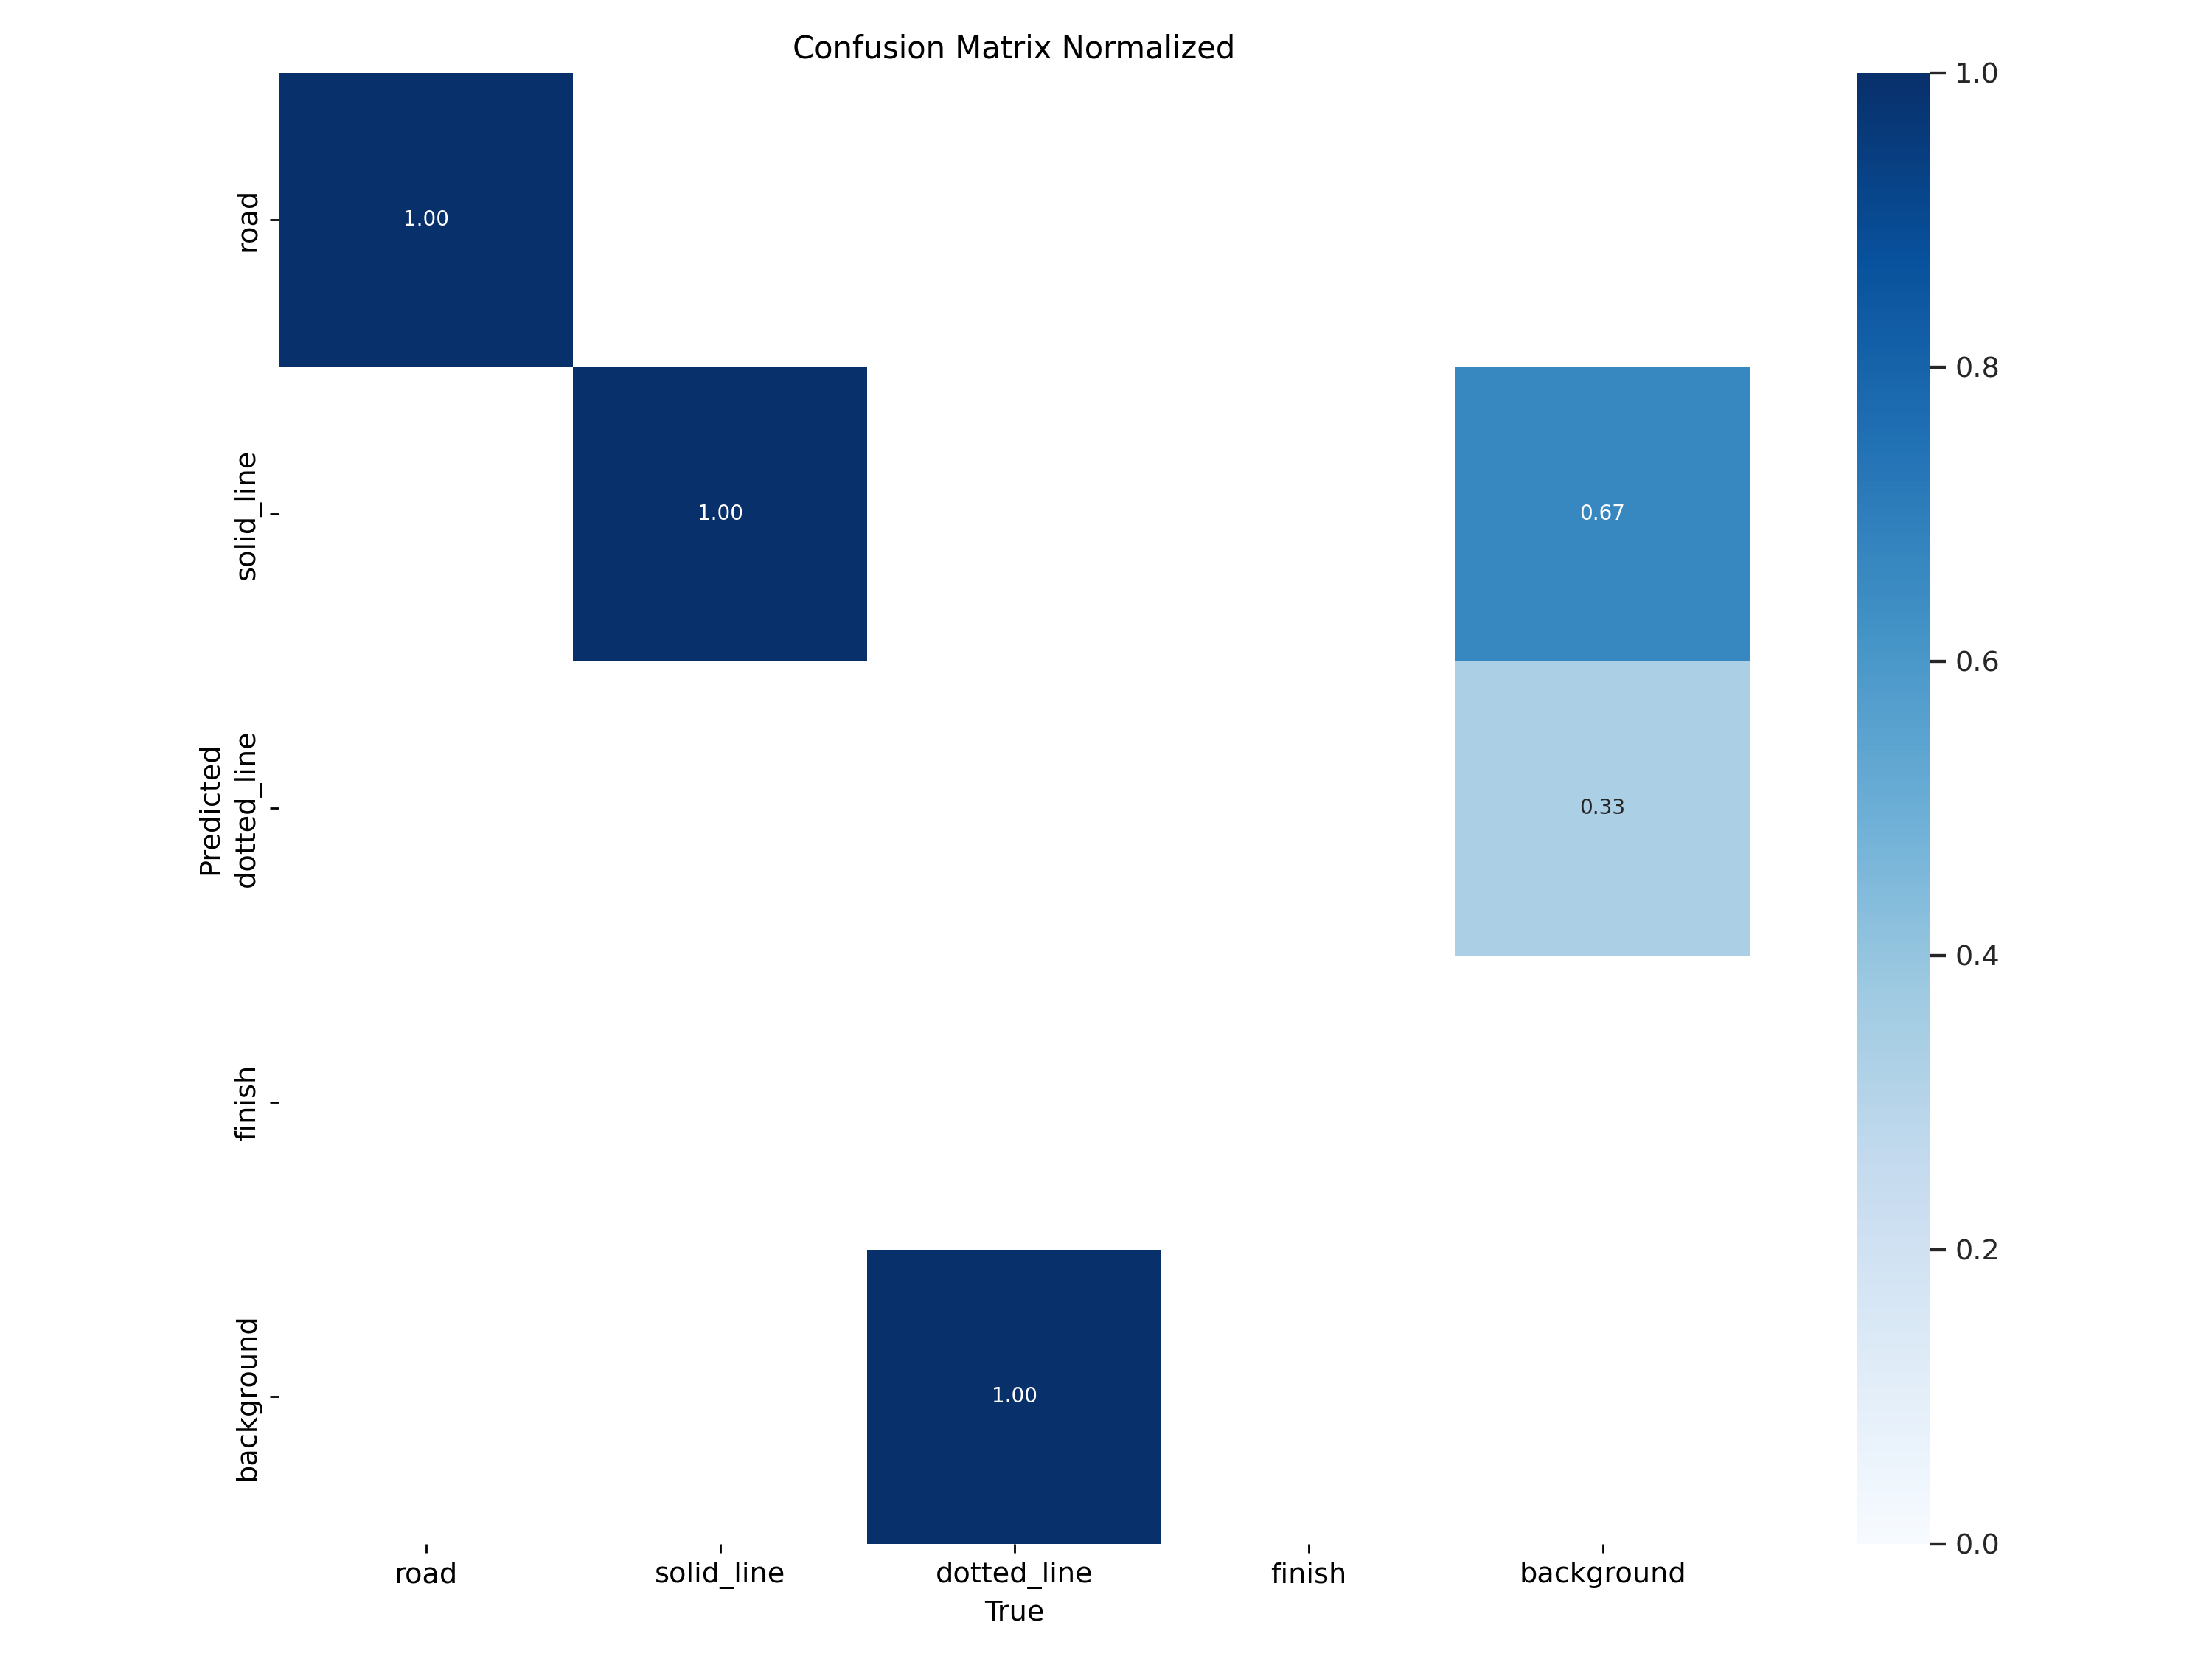 Confusion Matrix Normalized
1.0
road
1.00
0.8
solid_line
1.00
0.67
0.6
Predicted
dotted_line
0.33
0.4
finish
0.2
background
1.00
0.0
road solid_line dotted_line finish background
True